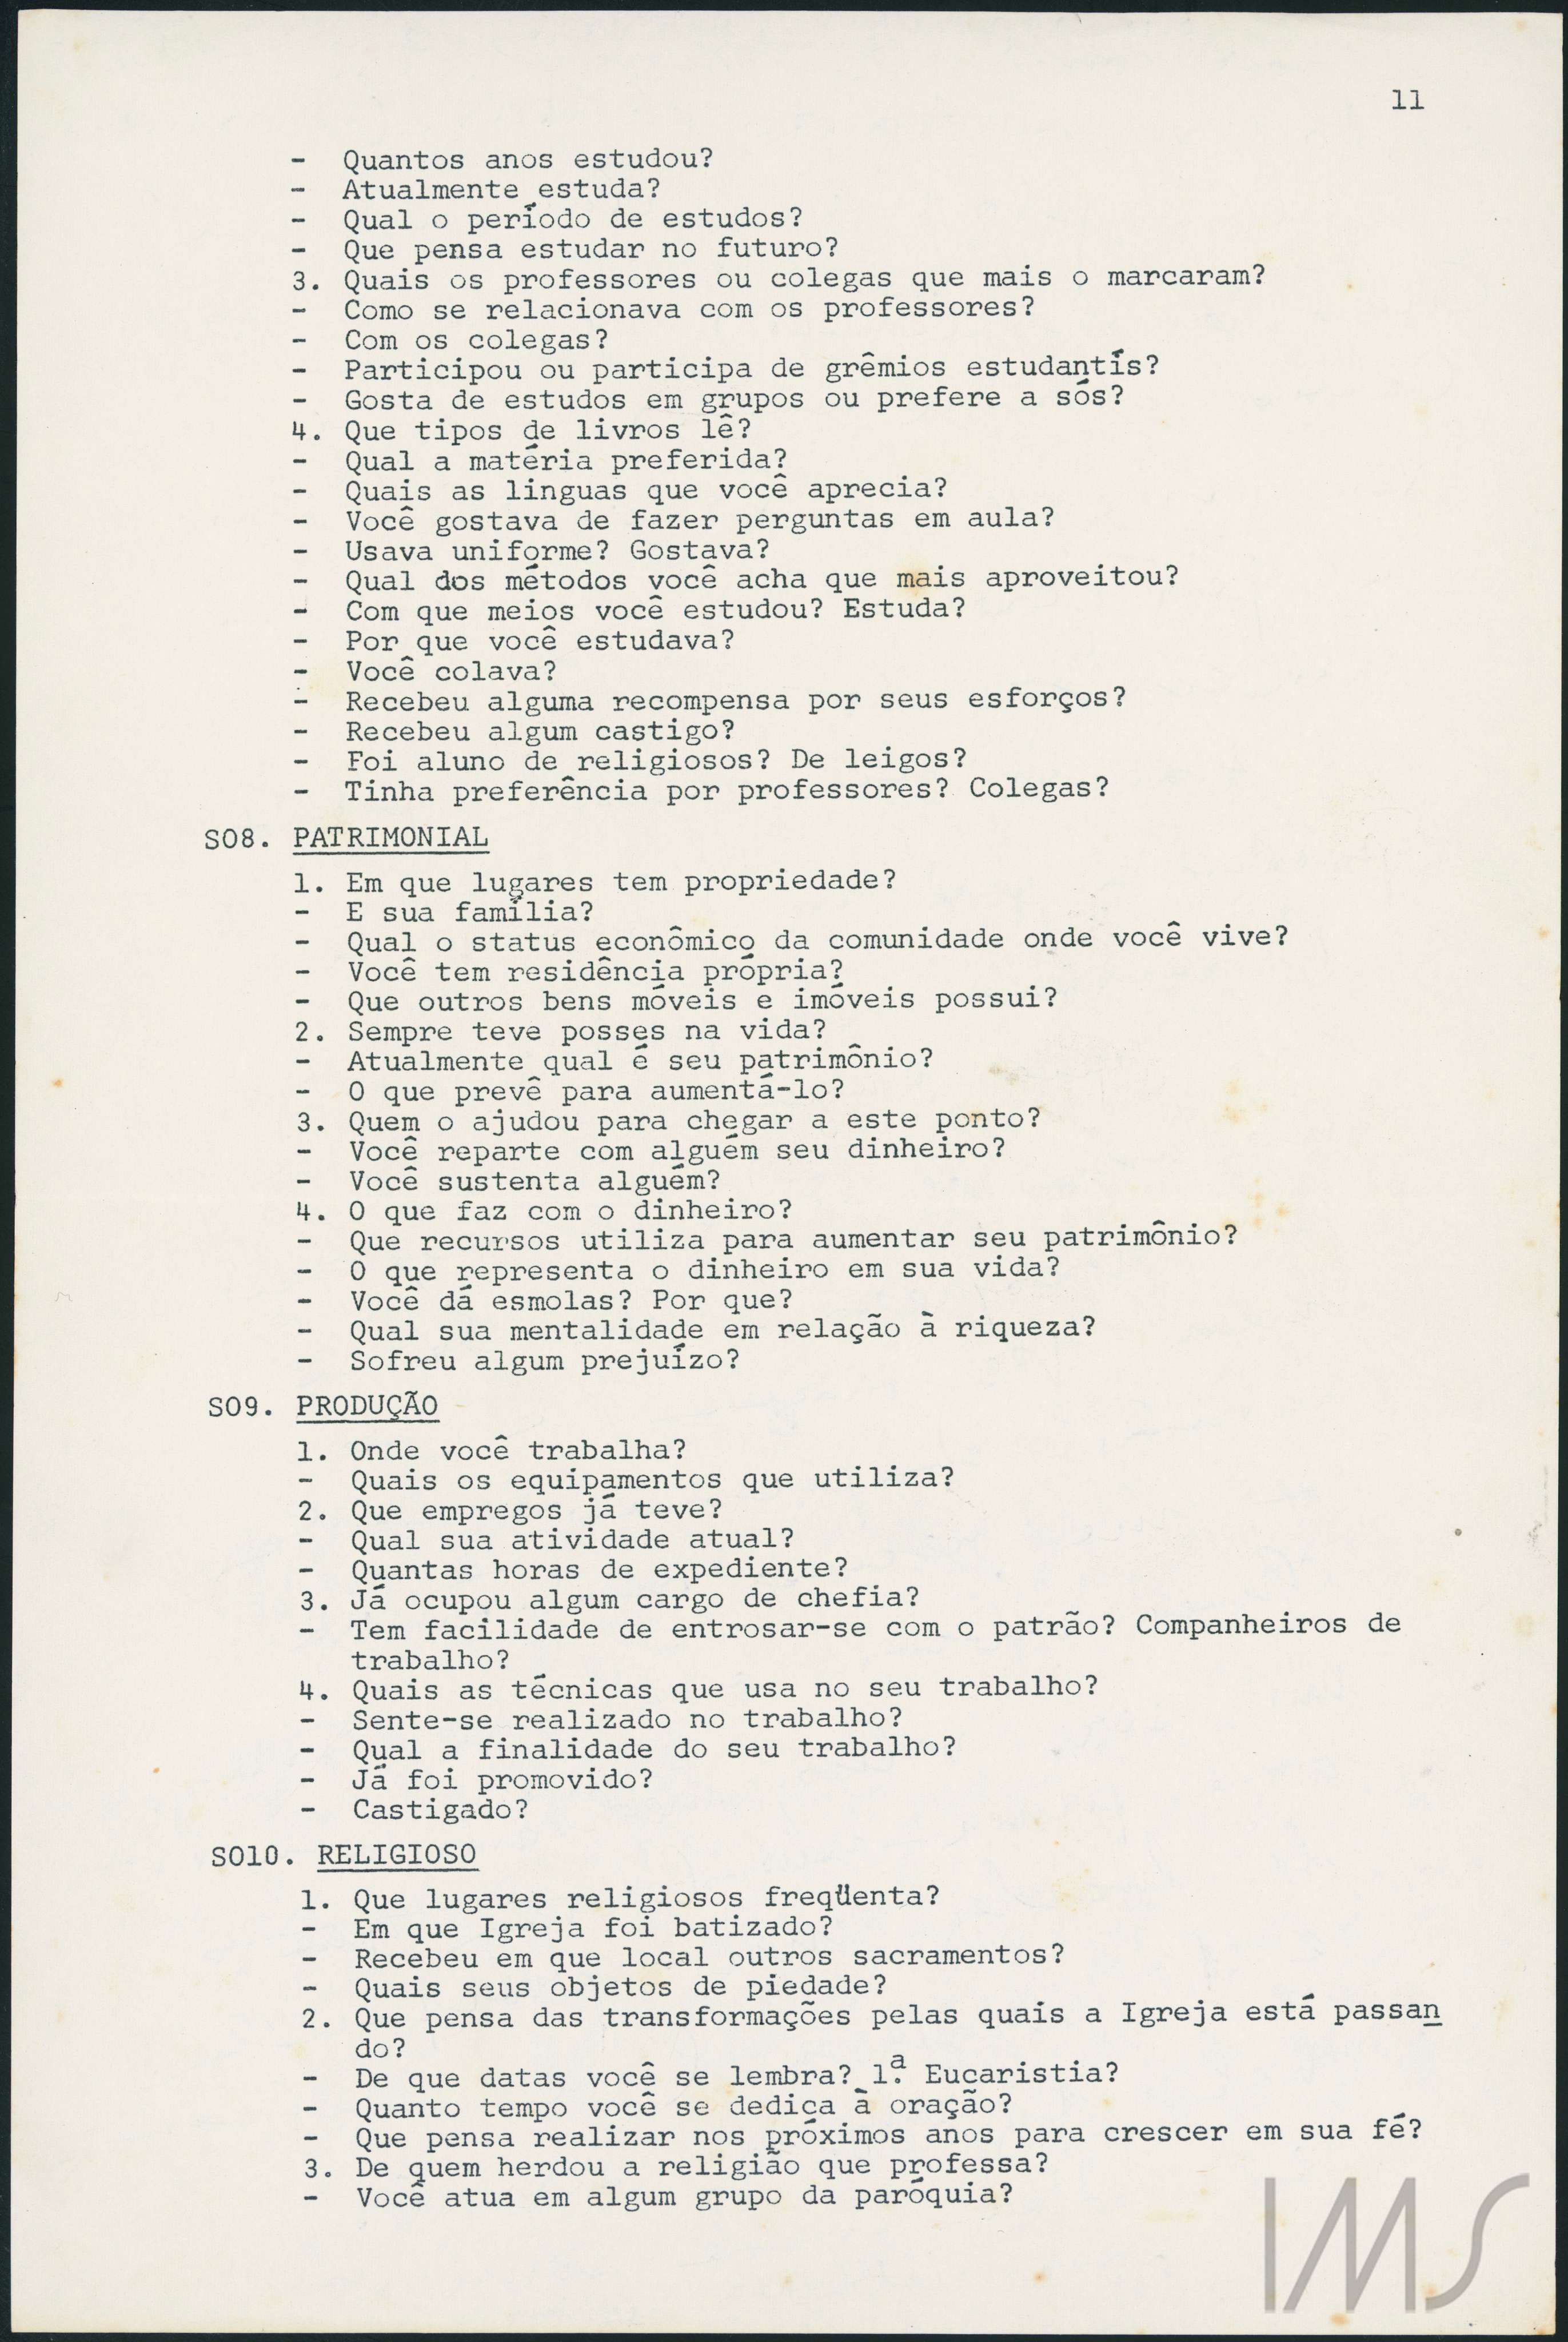 11
- Quantos anos estudou?
- Atualmente estuda?
- Qual o período de estudos?
- Que pensa estudar no futuro?
3. Quais os professores ou colegas que mais o marcaram?
- Como se relacionava com os professores?
- Com os colegas?
- Participou ou participa de grêmios estudantís?
- Gosta de estudos em grupos ou prefere a sós?
4. Que tipos de livros lê?
- Qual a matéria preferida?
- Quais as linguas que você aprecia?
- Você gostava de fazer perguntas em aula?
- Usava uniforme? Gostava?
- Qual dos métodos você acha que mais aproveitou?
- Com que meios você estudou? Estuda?
- Por que você estudava?
- Você colava?
- Recebeu alguma recompensa por seus esforços?
- Recebeu algum castigo?
- Foi aluno de religiosos? De leigos?
- Tinha preferência por professores? Colegas?
SO8. PATRIMONIAL
1. Em que lugares tem propriedade?
- E sua família?
- Qual o status econômico da comunidade onde você vive?
- Você tem residência própria?
- Que outros bens móveis e imóveis possui?
2. Sempre teve posses na vida?
- Atualmente qual é seu patrimônio?
- O que prevê para aumentá-lo?
3. Quem o ajudou para chegar a este ponto?
- Você reparte com alguém seu dinheiro?
- Você sustenta alguém?
4. O que faz com o dinheiro?
- Que recursos utiliza para aumentar seu patrimônio?
- O que representa o dinheiro em sua vida?
- Você dá esmolas? Por que?
- Qual sua mentalidade em relação à riqueza?
- Sofreu algum prejuízo?
SO9. PRODUÇÃO
1. Onde você trabalha?
- Quais os equipamentos que utiliza?
2. Que empregos já teve?
- Qual sua atividade atual?
- Quantas horas de expediente?
3. Já ocupou algum cargo de chefia?
- Tem facilidade de entrosar-se com o patrão? Companheiros de
trabalho?
4. Quais as técnicas que usa no seu trabalho?
- Sente-se realizado no trabalho?
- Qual a finalidade do seu trabalho?
- Já foi promovido?
- Castigado?
SO10. RELIGIOSO
1. Que lugares religiosos freqüenta?
- Em que Igreja foi batizado?
- Recebeu em que local outros sacramentos?
- Quais seus objetos de piedade?
2. Que pensa das transformações pelas quais a Igreja está passan
do?
- De que datas você se lembra? 1.ª Eucaristia?
- Quanto tempo você se dedica à oração?
- Que pensa realizar nos próximos anos para crescer em sua fé?
3. De quem herdou a religião que professa?
- Você atua em algum grupo da paróquia?
IMS